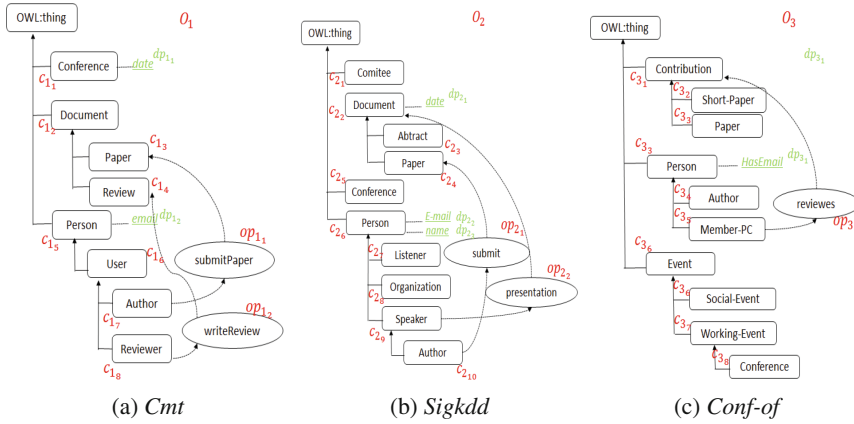 O1
OWL:thing
Conference
date
dp11
c11
Document
c12
Paper
c13
Review
c14
Person
email
dp12
c15
User
c16
submitPaper
op11
Author
c17
writeReview
op12
Reviewer
c18
(a) Cmt
O2
OWL:thing
Comitee
c21
Document
date
dp21
c22
Abtract
c23
Paper
c24
Conference
c25
Person
E-mail
dp22
name
dp23
c26
Listener
c27
submit
op21
Organization
c28
presentation
op22
Speaker
c29
Author
c210
(b) Sigkdd
O3
OWL:thing
dp31
Contribution
c31
Short-Paper
c32
Paper
c33
Person
HasEmail
dp31
c33
Author
c34
Member-PC
c35
reviewes
op3
Event
c36
Social-Event
c36
Working-Event
c37
Conference
c38
(c) Conf-of